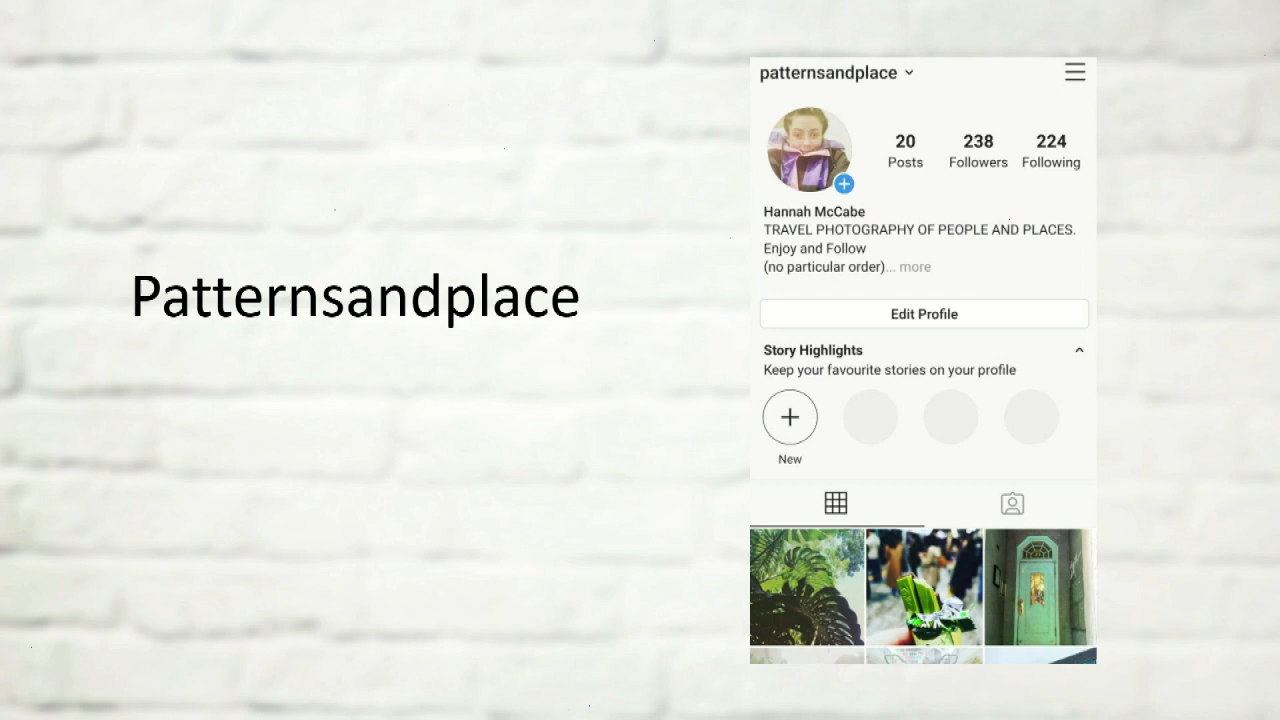 Patternsandplace
patternsandplace
20
238
224
Posts
Followers
Following
Hannah McCabe
TRAVEL PHOTOGRAPHY OF PEOPLE AND PLACES.
Enjoy and Follow
(no particular order)... more
Edit Profile
Story Highlights
Keep your favourite stories on your profile
New